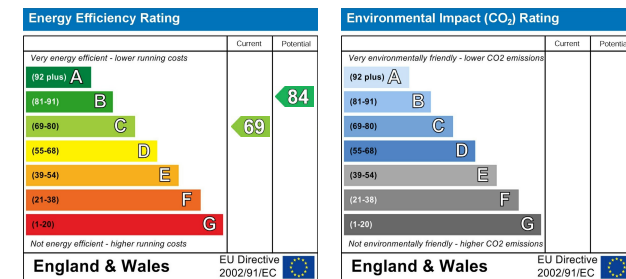 Energy Efficiency Rating
Current Potential
Very energy efficient - lower running costs
(92 plus) A
(81-91) B
84
(69-80) C
69
(55-68) D
(39-54) E
(21-38) F
(1-20) G
Not energy efficient - higher running costs
England & Wales
EU Directive
2002/91/EC
Environmental Impact (CO₂) Rating
Current Potential
Very environmentally friendly - lower CO2 emissions
(92 plus) A
(81-91) B
(69-80) C
(55-68) D
(39-54) E
(21-38) F
(1-20) G
Not environmentally friendly - higher CO2 emissions
England & Wales
EU Directive
2002/91/EC